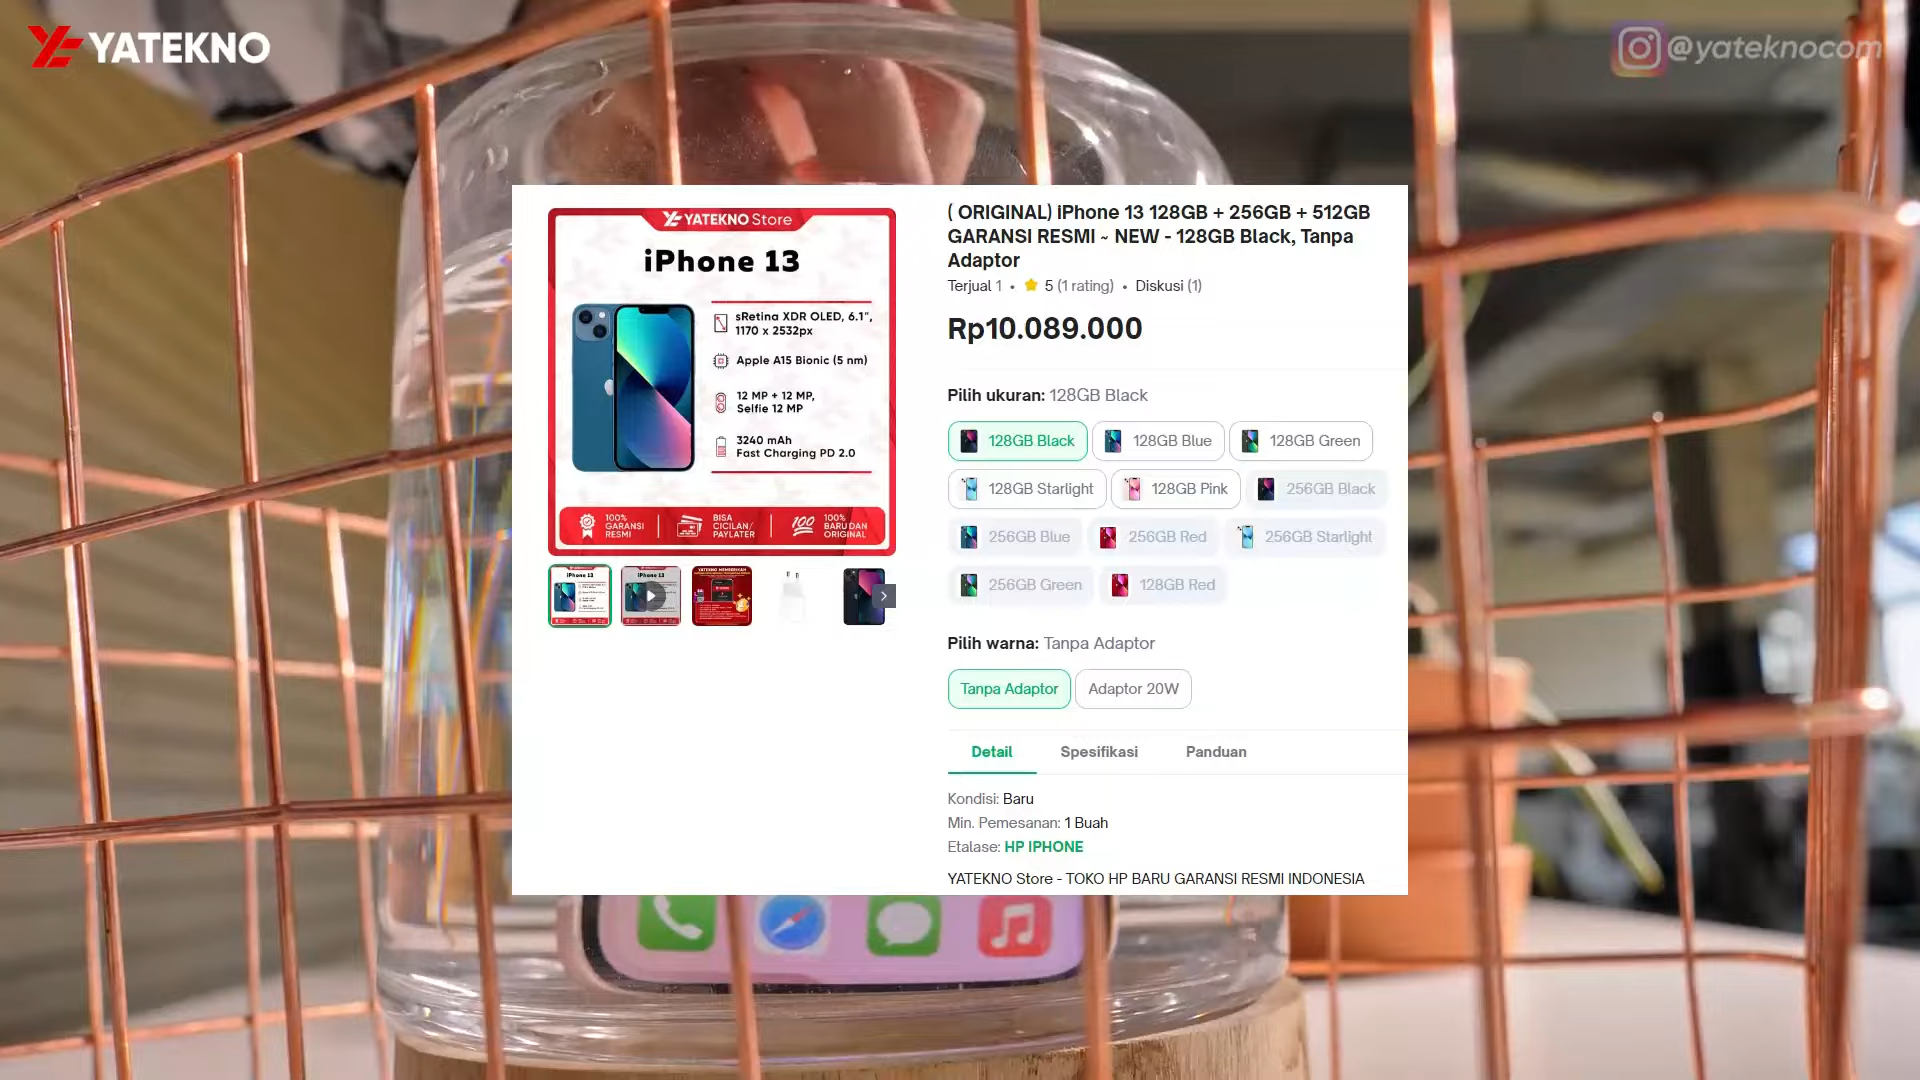 YATEKNO
@yateknocom
YATEKNO Store
iPhone 13
sRetina XDR OLED, 6.1",
1170 x 2532px
Apple A15 Bionic (5 nm)
12 MP + 12 MP,
Selfie 12 MP
3240 mAh
Fast Charging PD 2.0
100%
GARANSI
RESMI
BISA
CICILAN/
PAYLATER
100
100%
BARU DAN
ORIGINAL
iPhone 13
iPhone 13
( ORIGINAL) iPhone 13 128GB + 256GB + 512GB
GARANSI RESMI ~ NEW - 128GB Black, Tanpa
Adaptor
Terjual 1 • 5 (1 rating) • Diskusi (1)
Rp10.089.000
Pilih ukuran: 128GB Black
128GB Black 128GB Blue 128GB Green
128GB Starlight 128GB Pink 256GB Black
256GB Blue 256GB Red 256GB Starlight
256GB Green 128GB Red
Pilih warna: Tanpa Adaptor
Tanpa Adaptor Adaptor 20W
Detail Spesifikasi Panduan
Kondisi: Baru
Min. Pemesanan: 1 Buah
Etalase: HP IPHONE
YATEKNO Store - TOKO HP BARU GARANSI RESMI INDONESIA